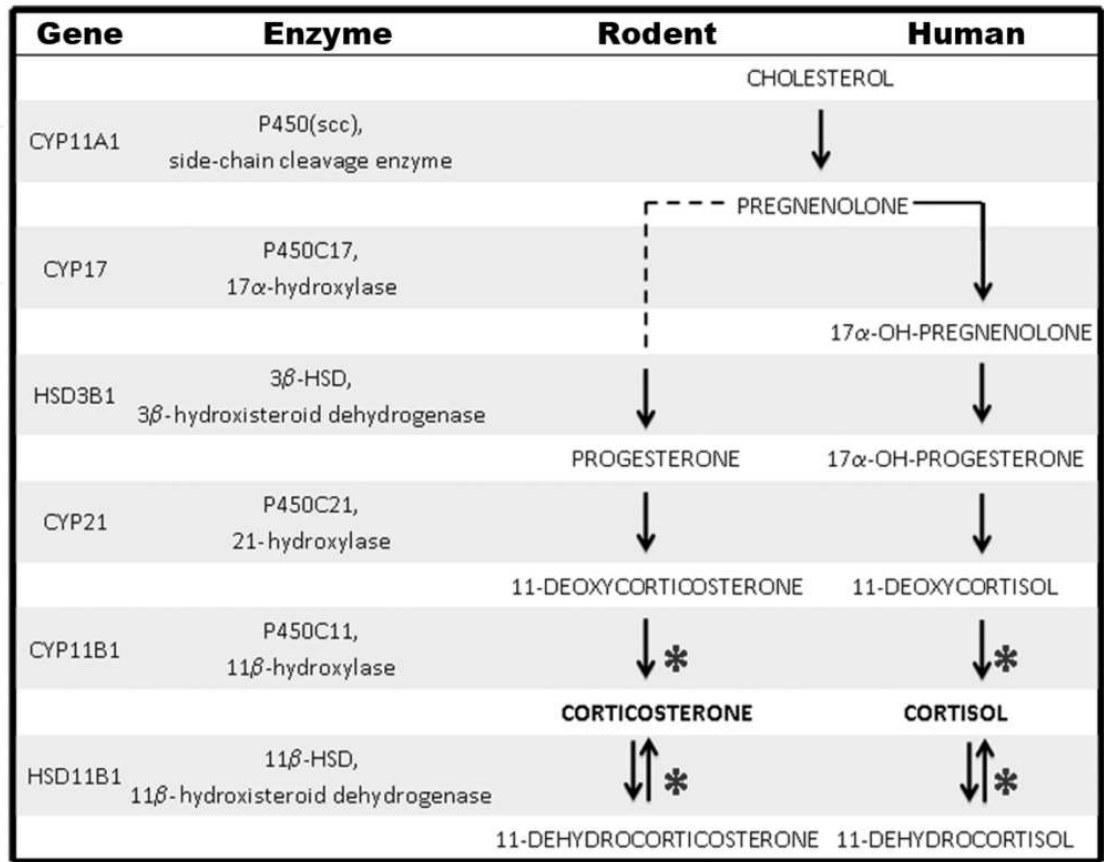 Gene Enzyme Rodent Human
CHOLESTEROL
CYP11A1
P450(scc),
side-chain cleavage enzyme
PREGNENOLONE
CYP17
P450C17,
17α-hydroxylase
17α-OH-PREGNENOLONE
HSD3B1
3β-HSD,
3β-hydroxisteroid dehydrogenase
PROGESTERONE 17α-OH-PROGESTERONE
CYP21
P450C21,
21-hydroxylase
11-DEOXYCORTICOSTERONE 11-DEOXYCORTISOL
CYP11B1
P450C11,
11β-hydroxylase
* *
CORTICOSTERONE CORTISOL
HSD11B1
11β-HSD,
11β-hydroxisteroid dehydrogenase
* *
11-DEHYDROCORTICOSTERONE 11-DEHYDROCORTISOL